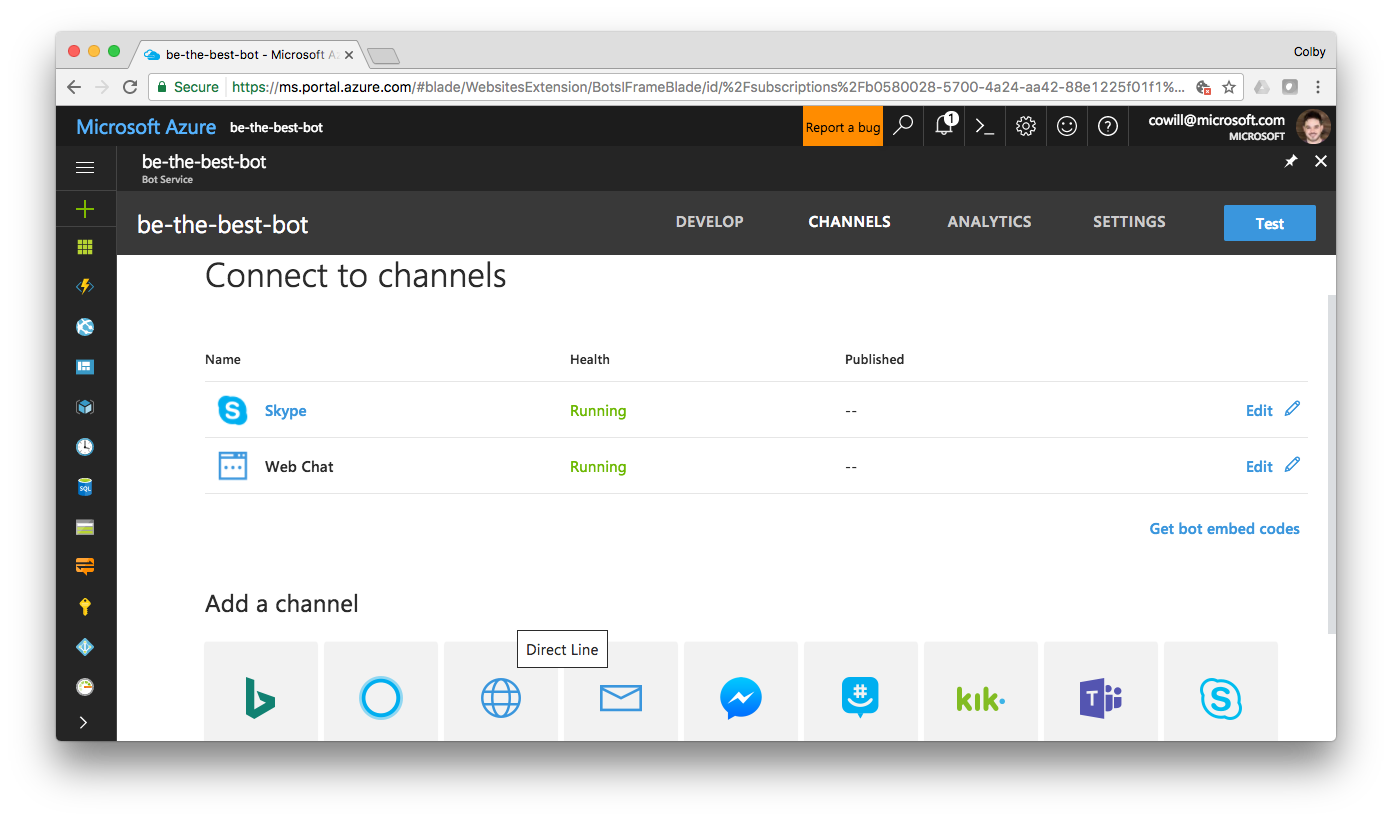 be-the-best-bot - Microsoft A
Colby
Secure
https://ms.portal.azure.com/#blade/WebsitesExtension/BotsIFrameBlade/id/%2Fsubscriptions%2Fb0580028-5700-4a24-aa42-88e1225f01f1%...
Microsoft Azure be-the-best-bot
Report a bug
1
cowill@microsoft.com
MICROSOFT
be-the-best-bot
Bot Service
be-the-best-bot
DEVELOP CHANNELS ANALYTICS SETTINGS Test
Connect to channels
Name Health Published
Skype Running -- Edit
Web Chat Running -- Edit
Get bot embed codes
SQL
Add a channel
Direct Line
kik.